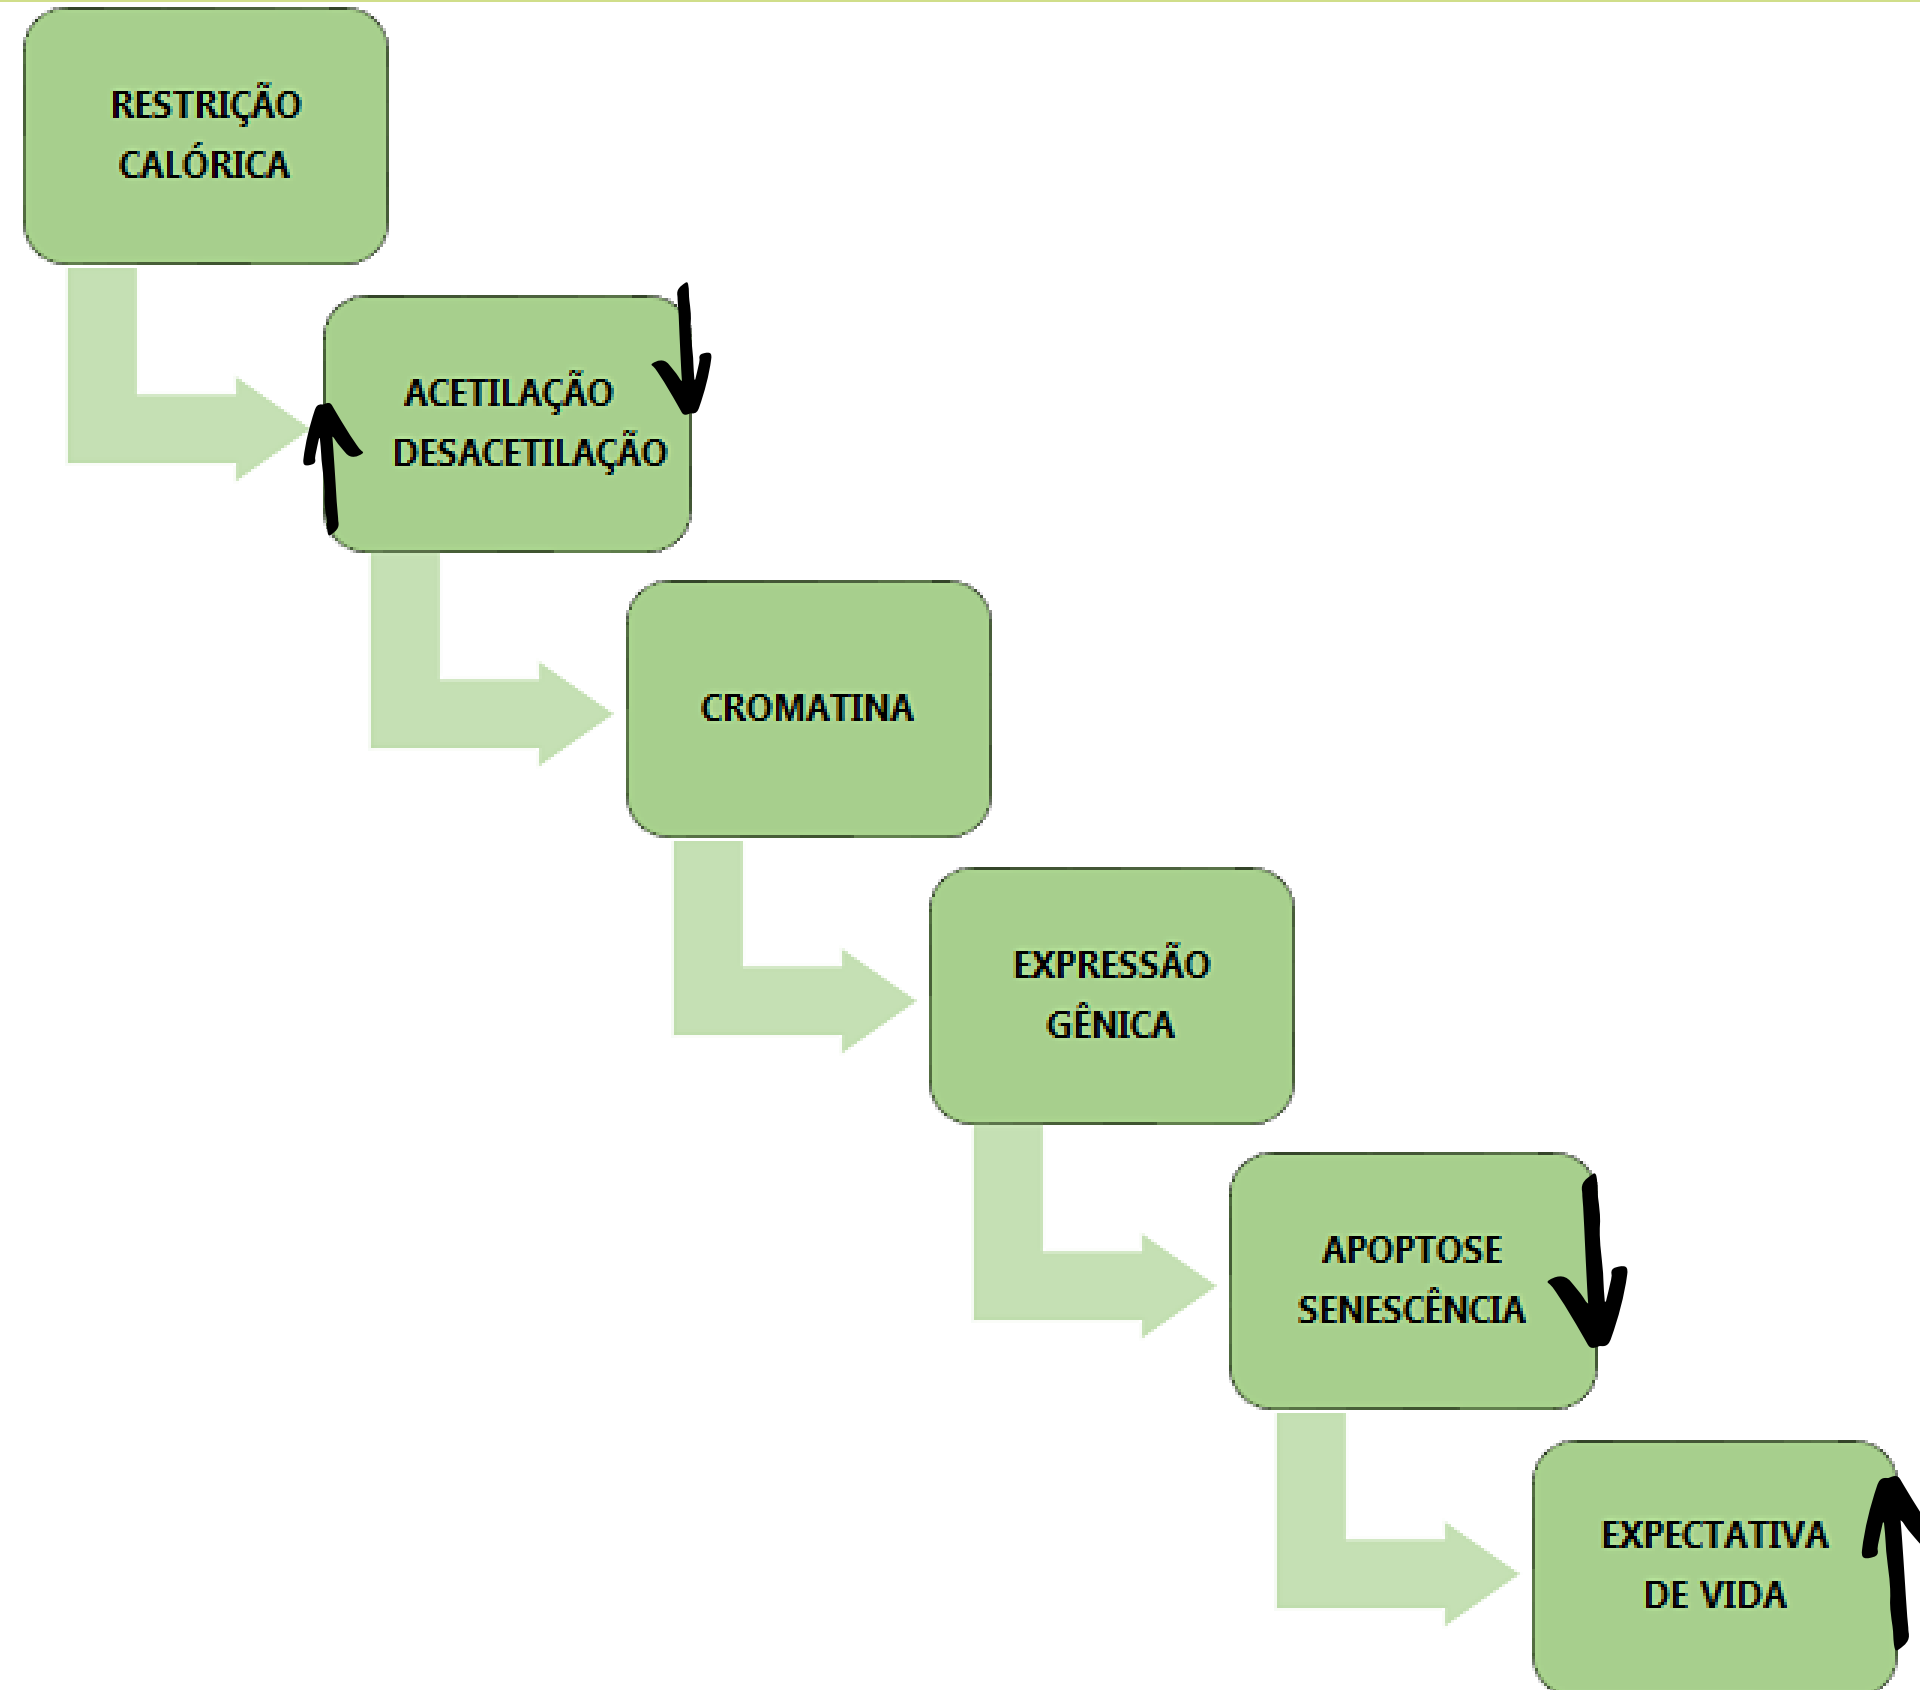 RESTRIÇÃO
CALÓRICA
ACETILAÇÃO
DESACETILAÇÃO
CROMATINA
EXPRESSÃO
GÊNICA
APOPTOSE
SENESCÊNCIA
EXPECTATIVA
DE VIDA